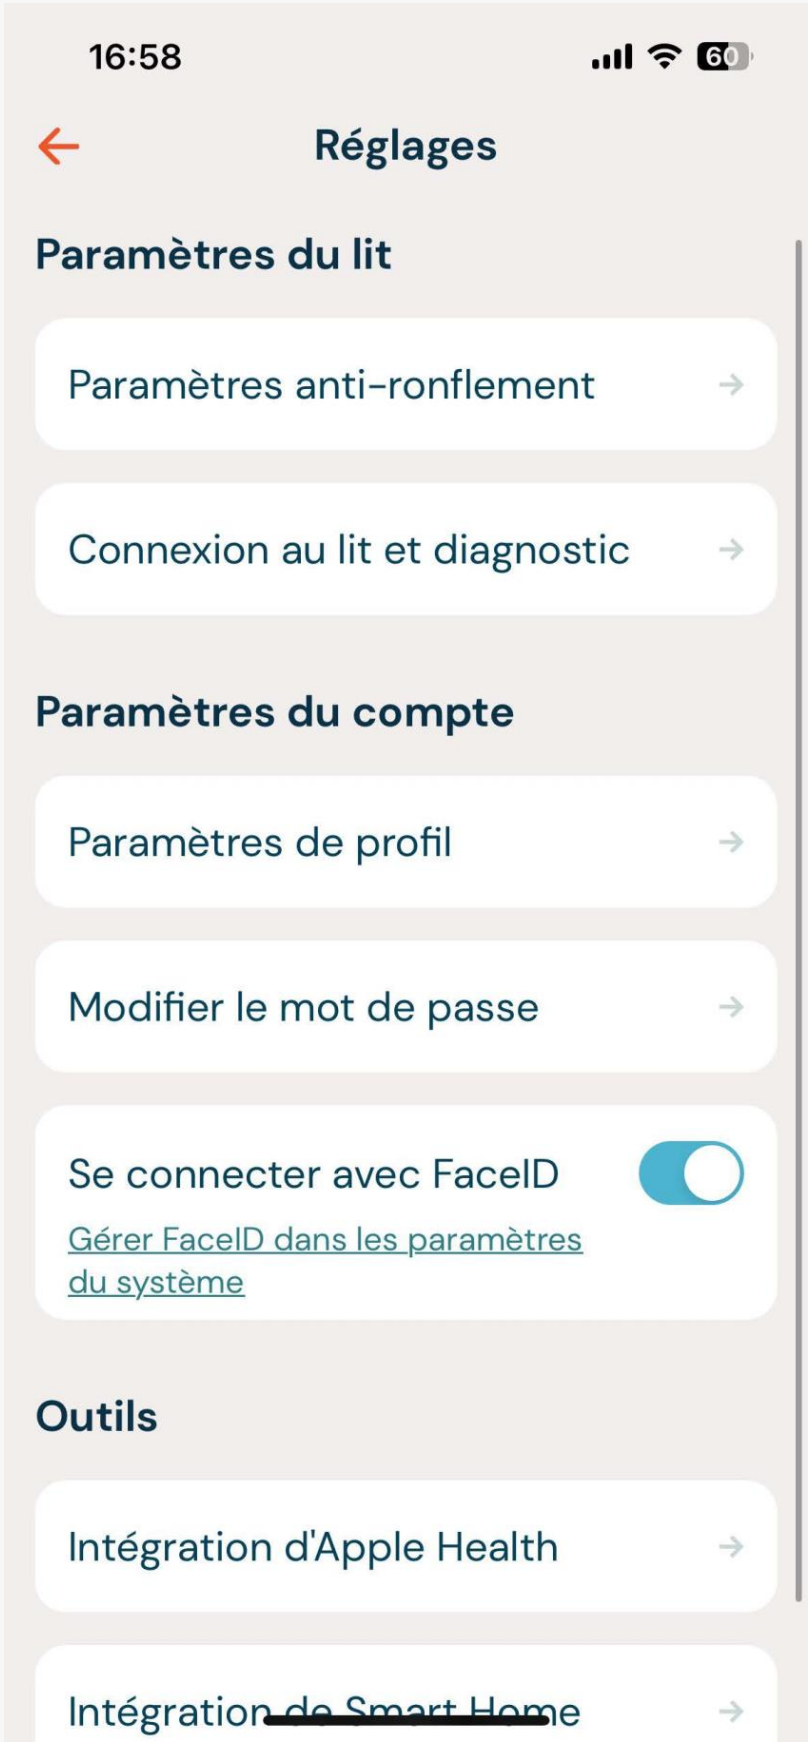 16:58
60
Réglages
Paramètres du lit
Paramètres anti-ronflement
Connexion au lit et diagnostic
Paramètres du compte
Paramètres de profil
Modifier le mot de passe
Se connecter avec FaceID
Gérer FaceID dans les paramètres
du système
Outils
Intégration d'Apple Health
Intégration de Smart Home